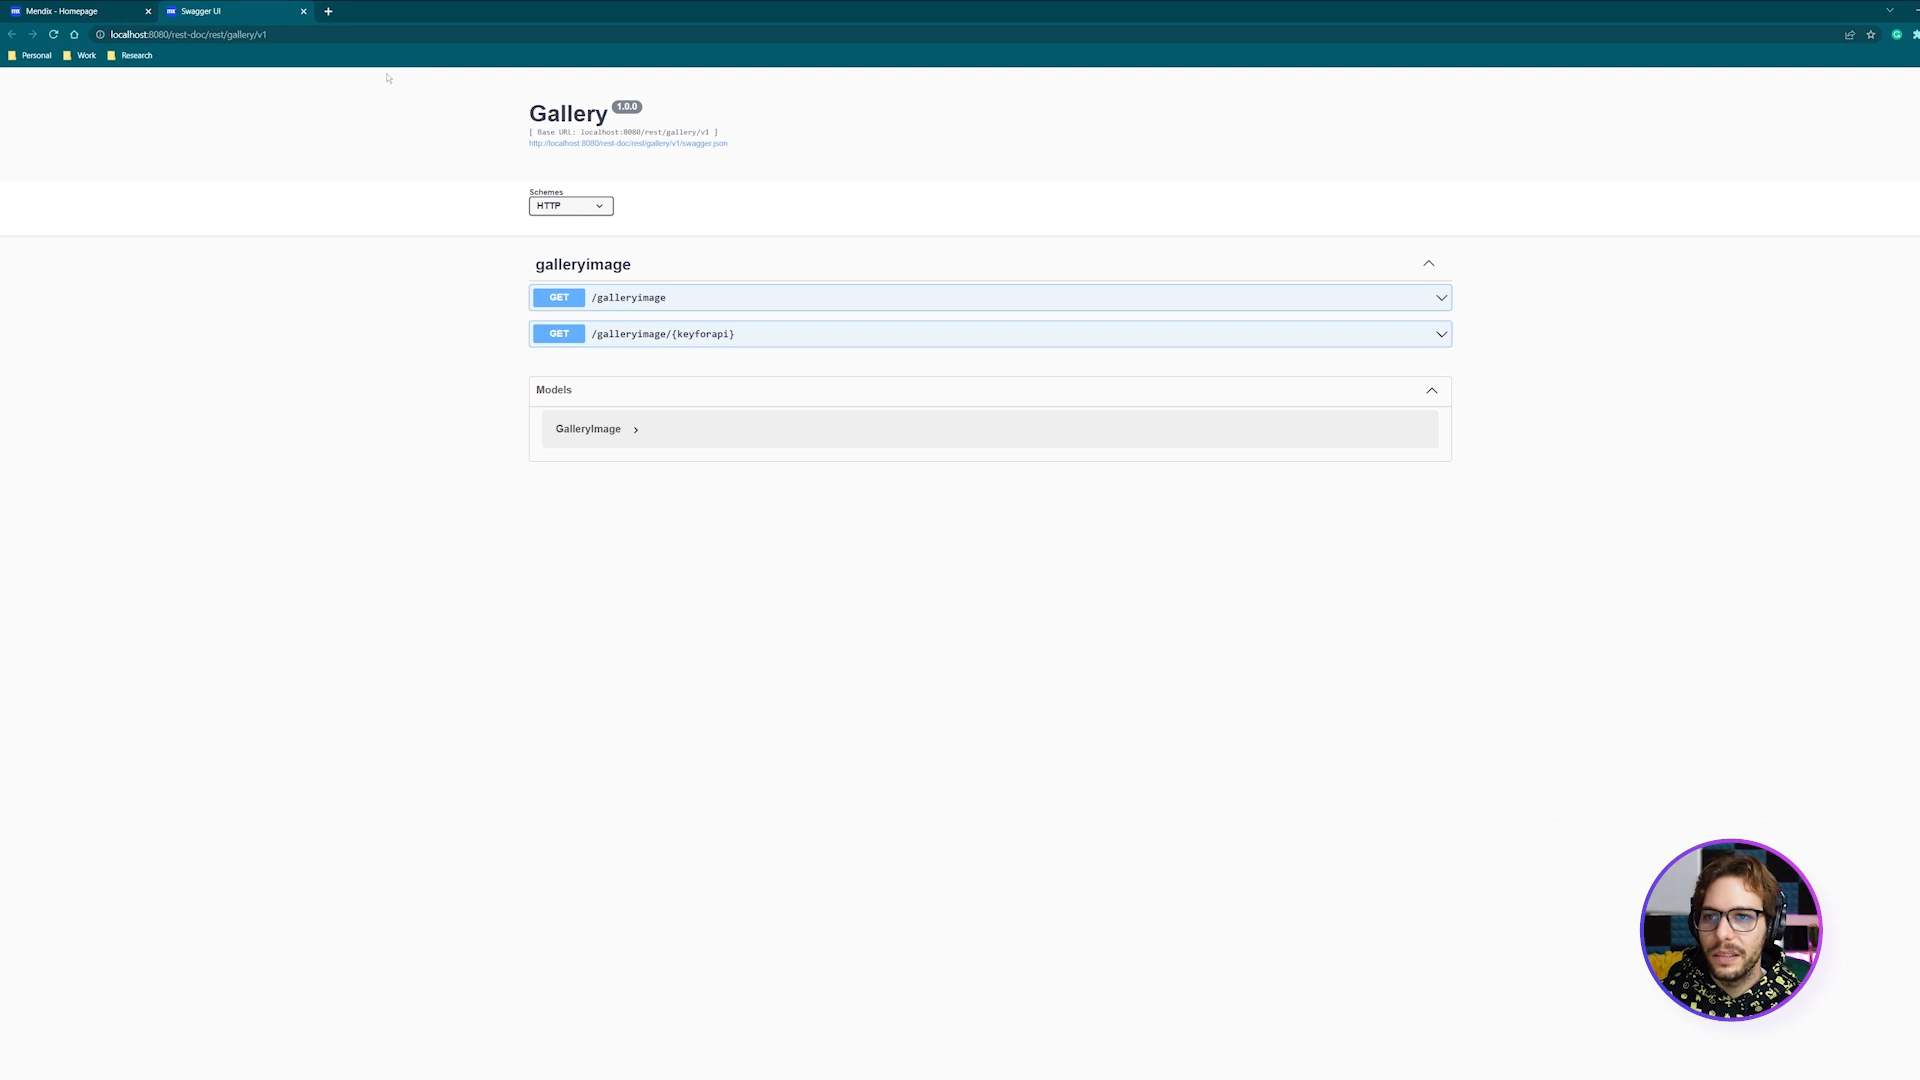 mx Mendix - Homepage
mx Swagger UI
localhost:8080/rest-doc/rest/gallery/v1
Personal
Work
Research
Gallery 1.0.0
[ Base URL: localhost:8080/rest/gallery/v1 ]
http://localhost:8080/rest-doc/rest/gallery/v1/swagger.json
Schemes
HTTP
galleryimage
GET /galleryimage
GET /galleryimage/{keyforapi}
Models
GalleryImage